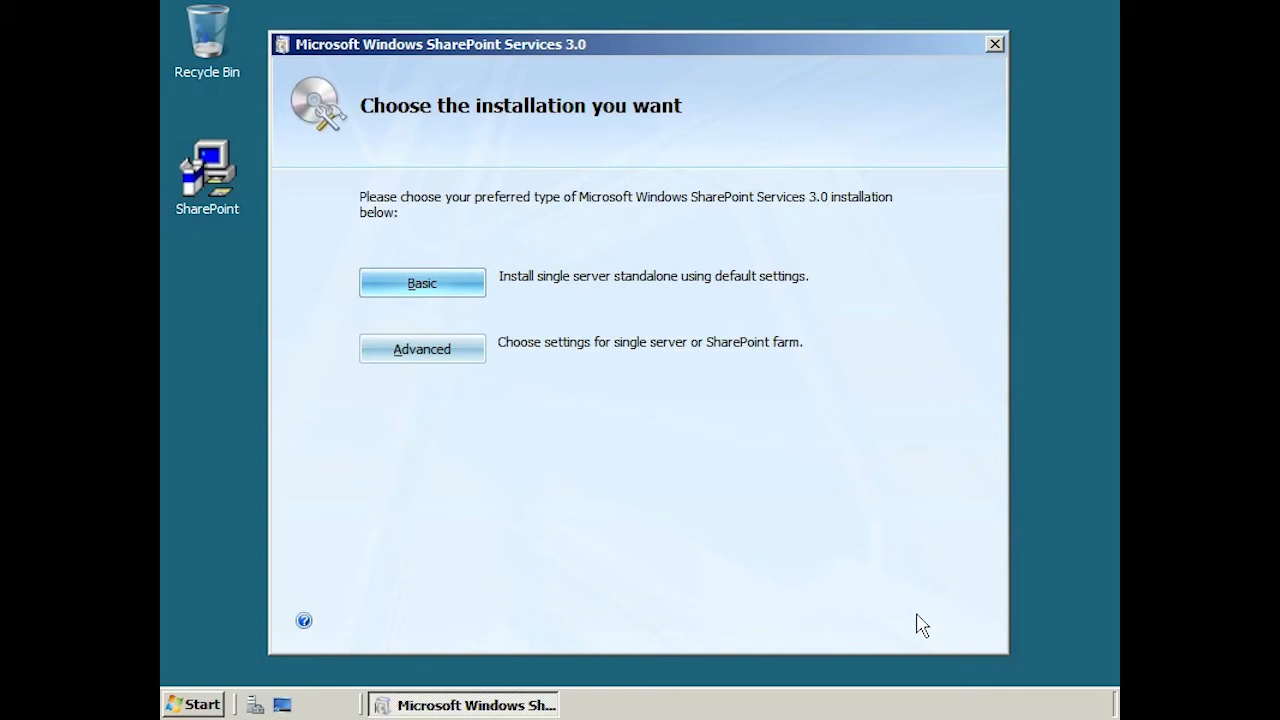 Recycle Bin
SharePoint
Microsoft Windows SharePoint Services 3.0
Choose the installation you want
Please choose your preferred type of Microsoft Windows SharePoint Services 3.0 installation
below:
Basic
Install single server standalone using default settings.
Advanced
Choose settings for single server or SharePoint farm.
?
Start
Microsoft Windows Sh...